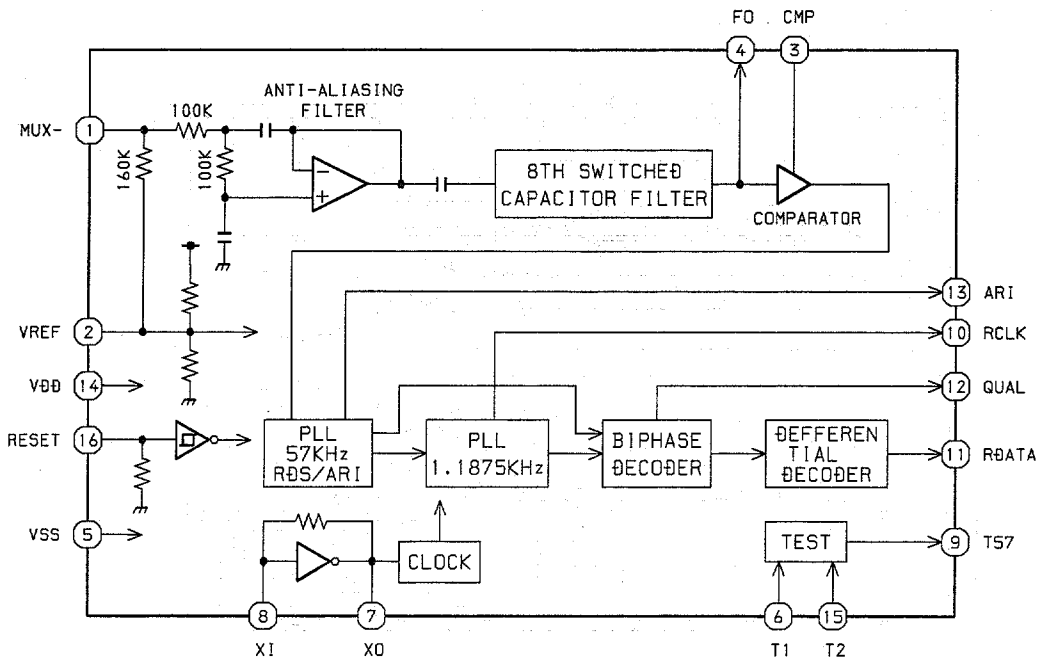 FO CMP
4 3
ANTI-ALIASING
FILTER
100K
MUX-
1
160K
100K
−
+
8TH SWITCHED
CAPACITOR FILTER
COMPARATOR
13
ARI
VREF
2
10
RCLK
VDD
14
12
QUAL
RESET
16
PLL
57KHz
RDS/ARI
PLL
1.1875KHz
BIPHASE
DECODER
DEFFEREN
TIAL
DECODER
11
RDATA
VSS
5
CLOCK
TEST
9
T57
8
7
6
15
XI
XO
T1
T2